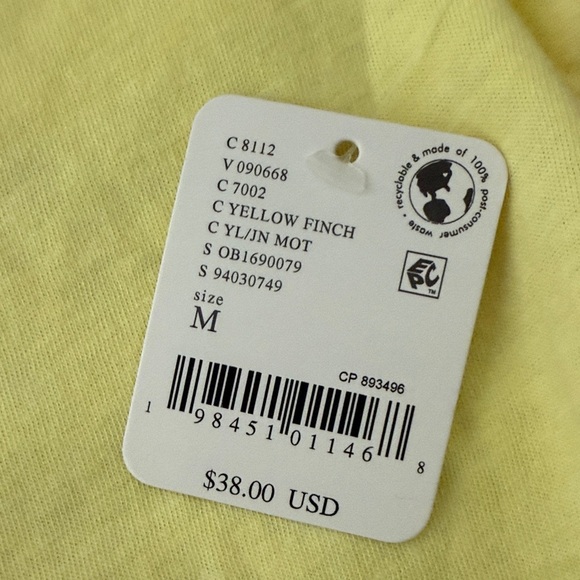 C 8112
V 090668
C 7002
C YELLOW FINCH
C YL/JN MOT
S OB1690079
S 94030749
size
M
recyclable & made of 100% post-consumer waste •
ECP™
CP 893496
1 98451 01146 8
$38.00 USD